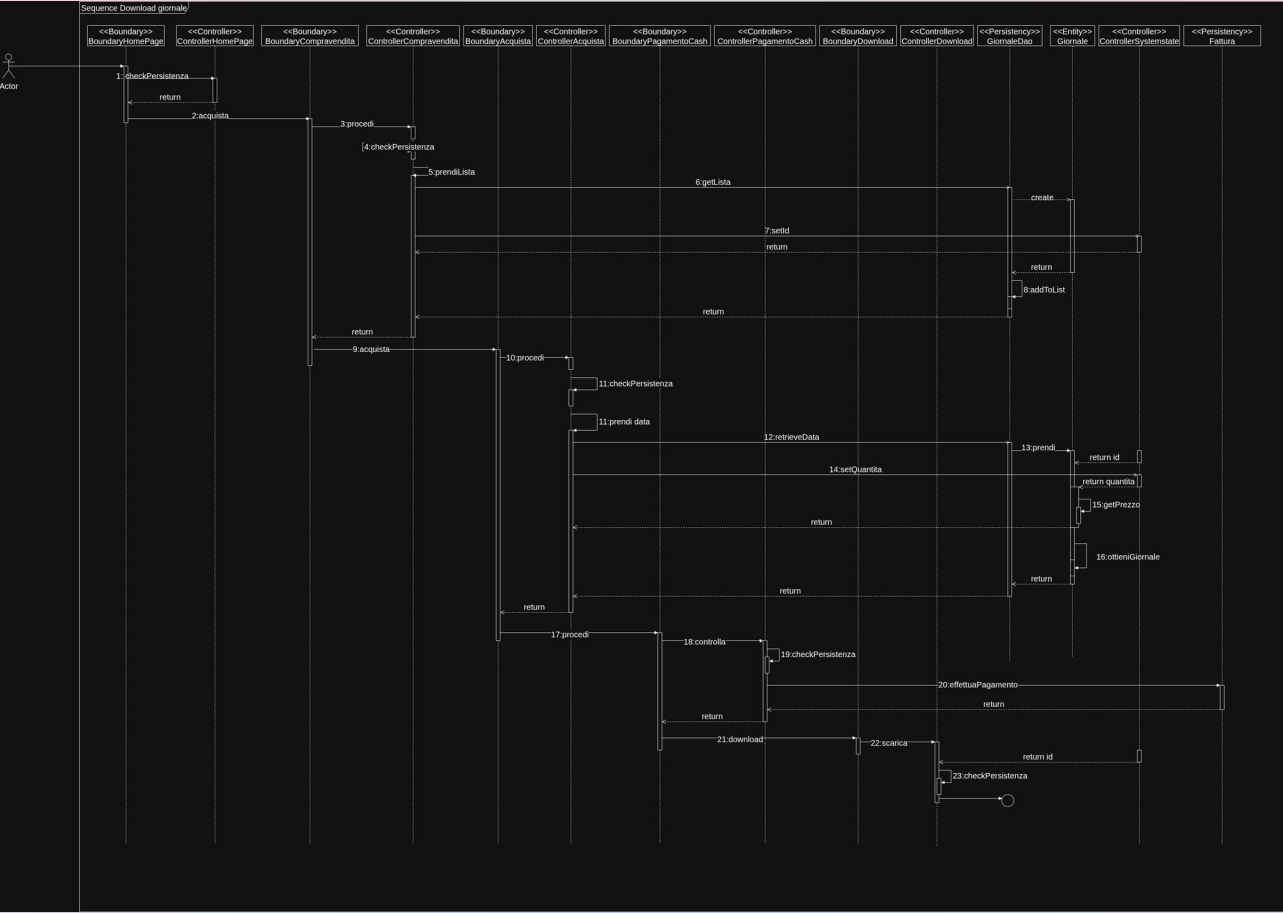 Sequence Download giornale
<<Boundary>>
BoundaryHomePage
<<Controller>>
ControllerHomePage
<<Boundary>>
BoundaryCompravendita
<<Controller>>
ControllerCompravendita
<<Boundary>>
BoundaryAcquista
<<Controller>>
ControllerAcquista
<<Boundary>>
BoundaryPagamentoCash
<<Controller>>
ControllerPagamentoCash
<<Boundary>>
BoundaryDownload
<<Controller>>
ControllerDownload
<<Persistency>>
GiornaleDao
<<Entity>>
Giornale
<<Controller>>
ControllerSystemstate
<<Persistency>>
Fattura
Actor
1: checkPersistenza
return
2:acquista
3:procedi
4:checkPersistenza
5:prendiLista
6:getLista
create
7:setId
return
return
8:addToList
return
return
9:acquista
10:procedi
11:checkPersistenza
11:prendi data
12:retrieveData
13:prendi
return id
14:setQuantita
return quantita
15:getPrezzo
return
16:ottieniGiornale
return
return
return
17:procedi
18:controlla
19:checkPersistenza
20:effettuaPagamento
return
return
21:download
22:scarica
return id
23:checkPersistenza